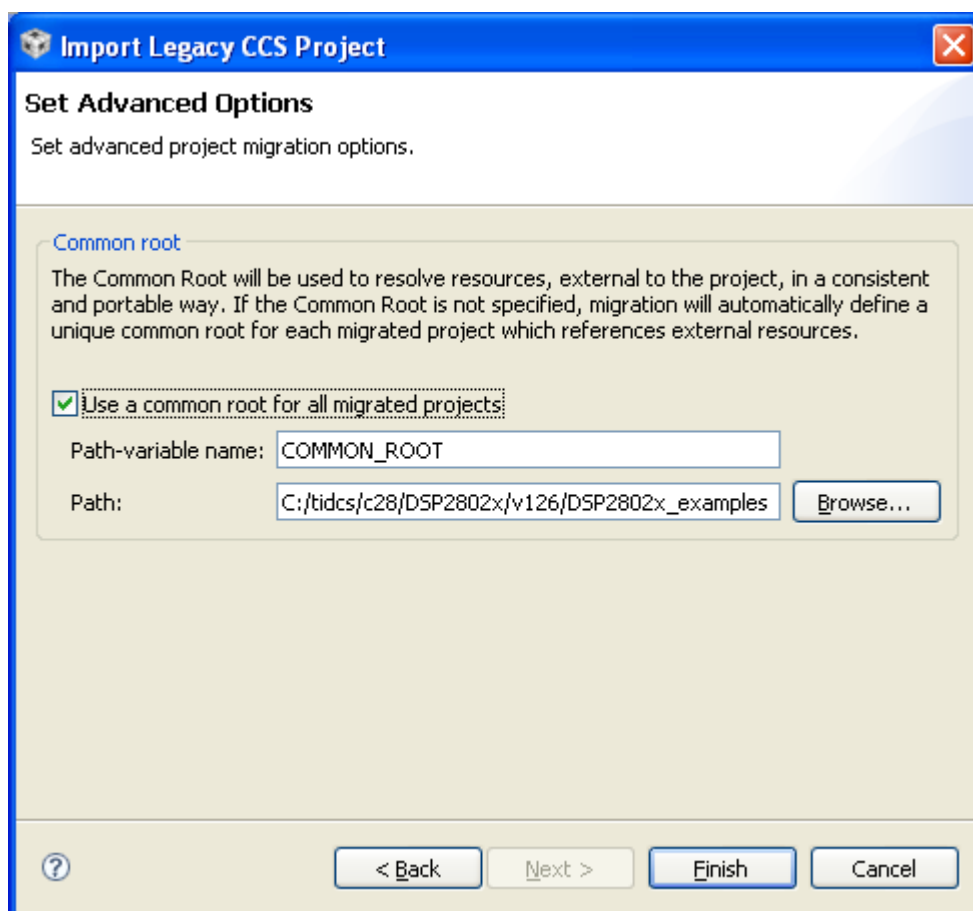 Import Legacy CCS Project
Set Advanced Options
Set advanced project migration options.
Common root
The Common Root will be used to resolve resources, external to the project, in a consistent
and portable way. If the Common Root is not specified, migration will automatically define a
unique common root for each migrated project which references external resources.
Use a common root for all migrated projects
Path-variable name: COMMON_ROOT
Path: C:/tidcs/c28/DSP2802x/v126/DSP2802x_examples Browse...
? < Back Next > Finish Cancel